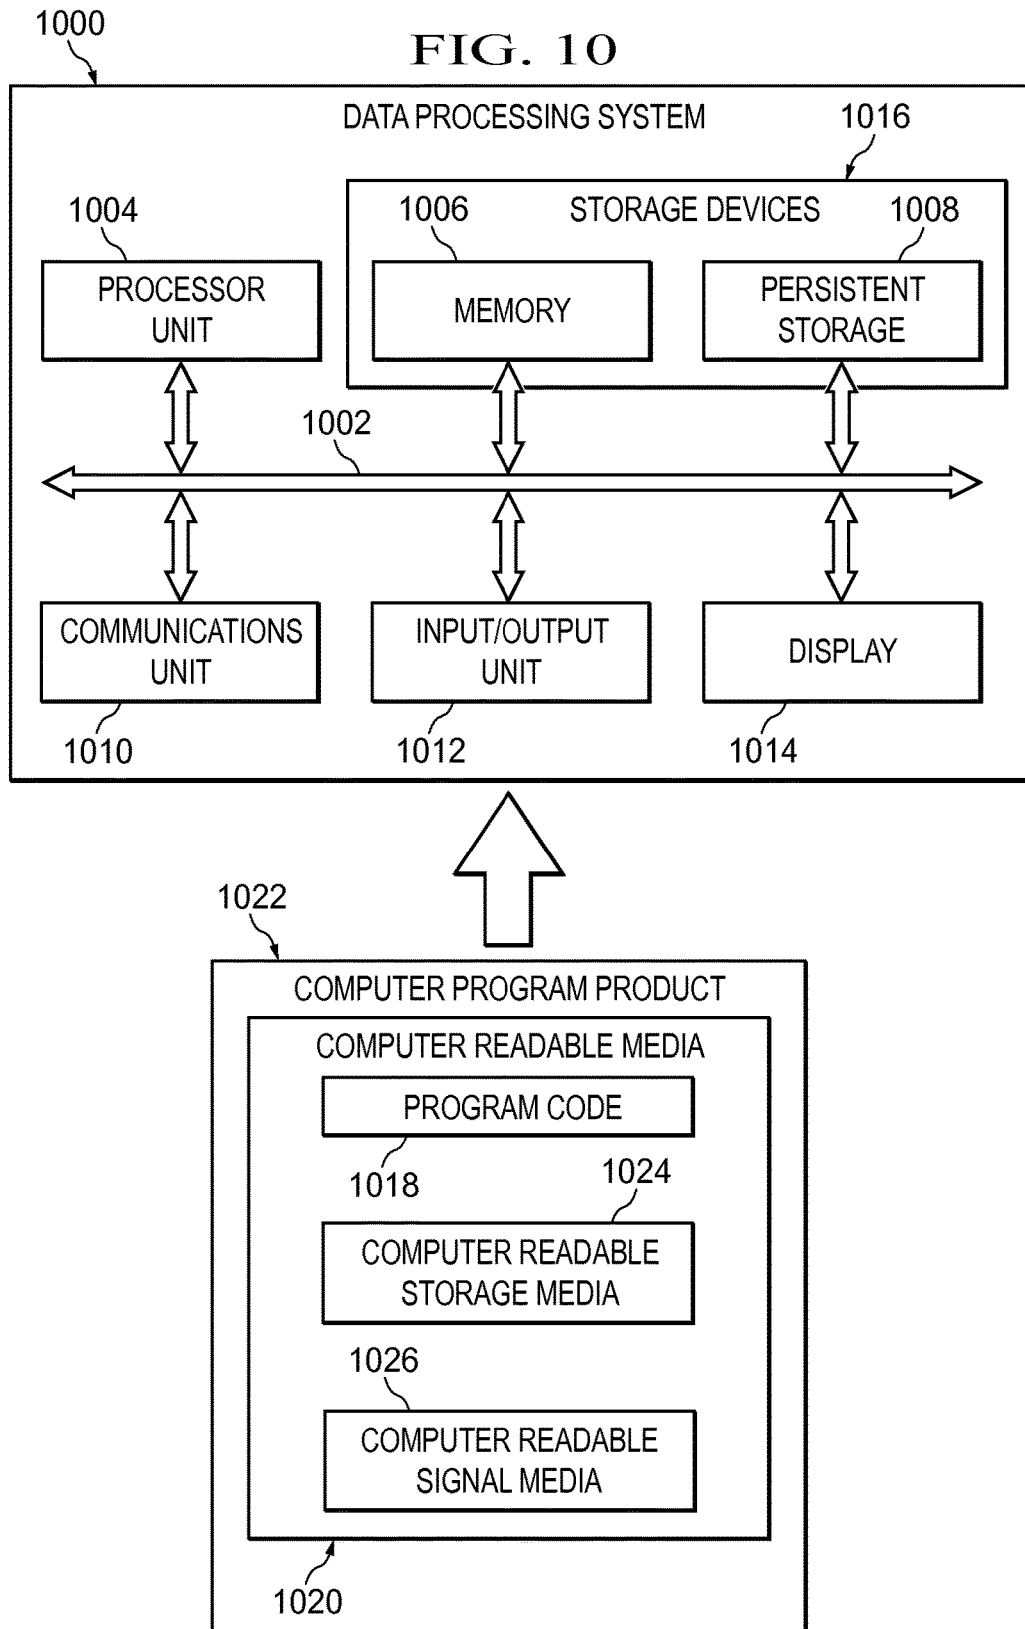 1000
FIG. 10
DATA PROCESSING SYSTEM
1016
1004
1006
STORAGE DEVICES
1008
PROCESSOR
UNIT
MEMORY
PERSISTENT
STORAGE
1002
COMMUNICATIONS
UNIT
INPUT/OUTPUT
UNIT
DISPLAY
1010
1012
1014
1022
COMPUTER PROGRAM PRODUCT
COMPUTER READABLE MEDIA
PROGRAM CODE
1018
1024
COMPUTER READABLE
STORAGE MEDIA
1026
COMPUTER READABLE
SIGNAL MEDIA
1020